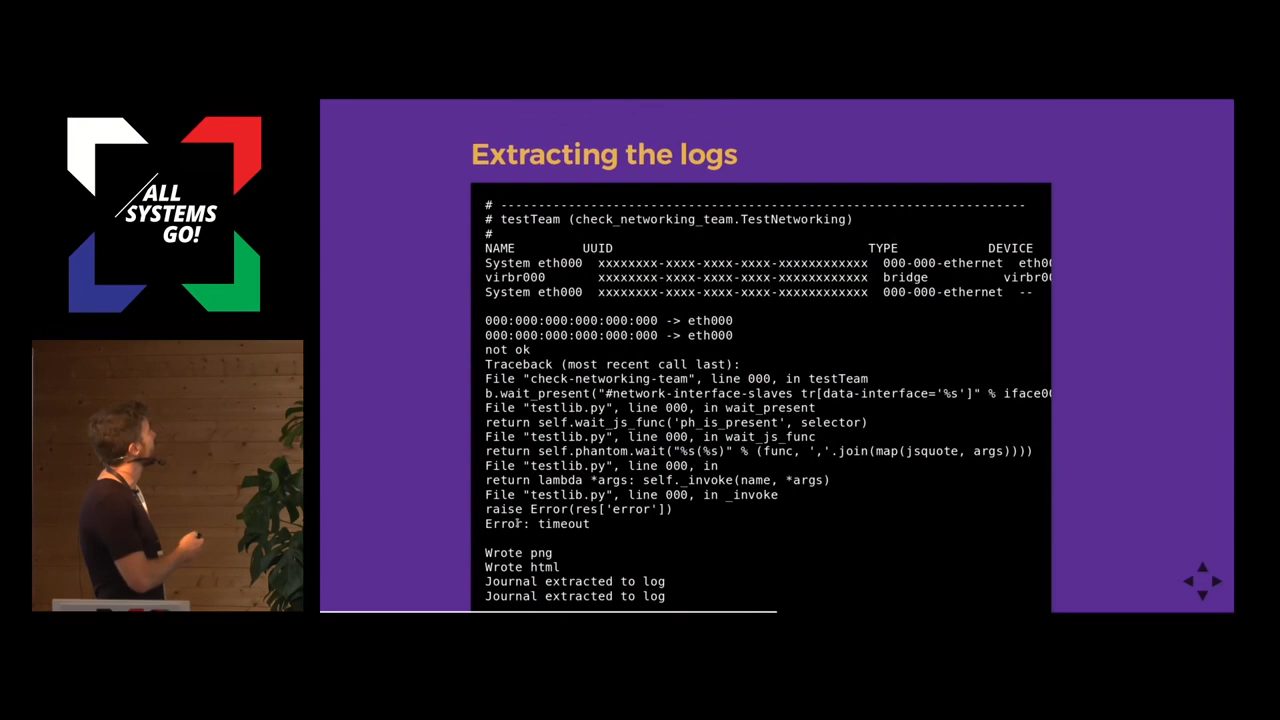 ALL
SYSTEMS
GO!
Extracting the logs
# ------------------------------------------------------------------------
# testTeam (check_networking_team.TestNetworking)
#
NAME UUID TYPE DEVICE
System eth000 xxxxxxxx-xxxx-xxxx-xxxx-xxxxxxxxxxxx 000-000-ethernet eth00
virbr000 xxxxxxxx-xxxx-xxxx-xxxx-xxxxxxxxxxxx bridge virbr00
System eth000 xxxxxxxx-xxxx-xxxx-xxxx-xxxxxxxxxxxx 000-000-ethernet --
000:000:000:000:000:000 -> eth000
000:000:000:000:000:000 -> eth000
not ok
Traceback (most recent call last):
File "check-networking-team", line 000, in testTeam
b.wait_present("#network-interface-slaves tr[data-interface='%s']" % iface00
File "testlib.py", line 000, in wait_present
return self.wait_js_func('ph_is_present', selector)
File "testlib.py", line 000, in wait_js_func
return self.phantom.wait("%s(%s)" % (func, ','.join(map(jsquote, args))))
File "testlib.py", line 000, in
return lambda *args: self._invoke(name, *args)
File "testlib.py", line 000, in _invoke
raise Error(res['error'])
Error: timeout
Wrote png
Wrote html
Journal extracted to log
Journal extracted to log